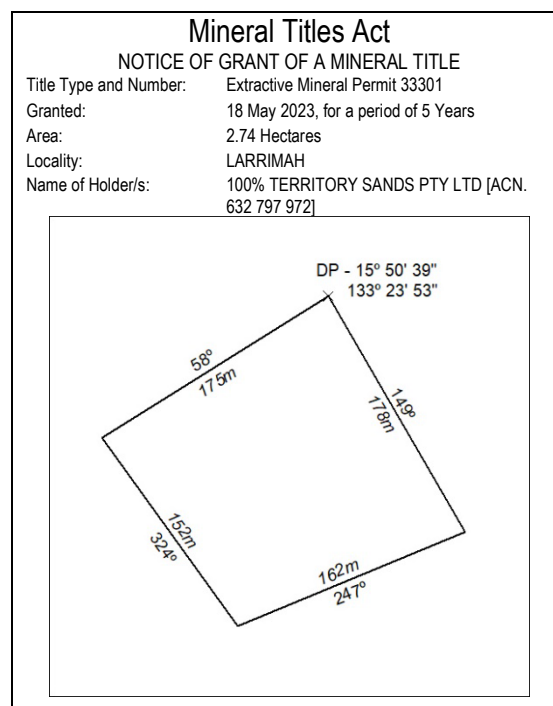 Mineral Titles Act
NOTICE OF GRANT OF A MINERAL TITLE
Title Type and Number: Extractive Mineral Permit 33301
Granted: 18 May 2023, for a period of 5 Years
Area: 2.74 Hectares
Locality: LARRIMAH
Name of Holder/s: 100% TERRITORY SANDS PTY LTD [ACN.
632 797 972]
DP - 15º 50' 39"
133º 23' 53"
58º
175m
149º
178m
152m
324º
162m
247º